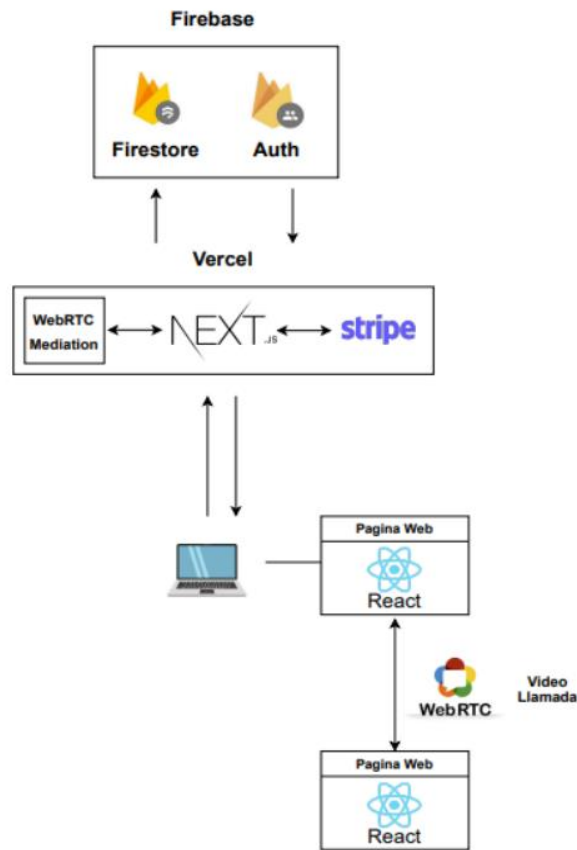 Firebase
Firestore
Auth
Vercel
WebRTC
Mediation
NEXT.JS
stripe
Pagina Web
React
WebRTC
Video
Llamada
Pagina Web
React